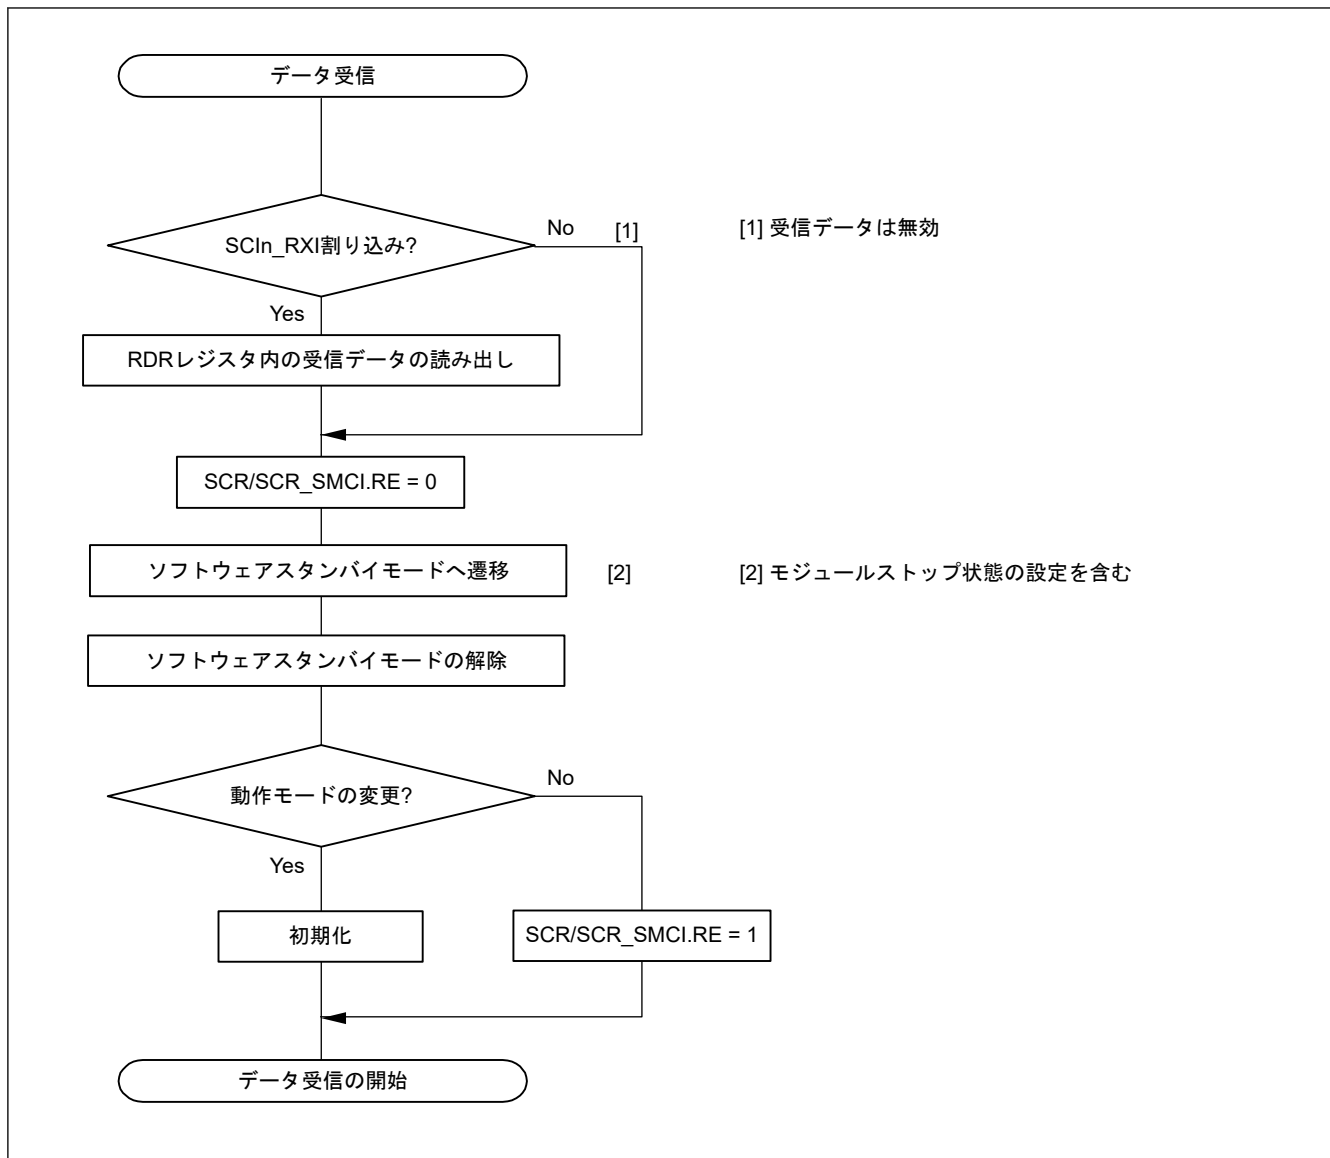 データ受信
SCIn_RXI割り込み?
No
[1]
[1] 受信データは無効
Yes
RDRレジスタ内の受信データの読み出し
SCR/SCR_SMCI.RE = 0
ソフトウェアスタンバイモードへ遷移
[2]
[2] モジュールストップ状態の設定を含む
ソフトウェアスタンバイモードの解除
動作モードの変更?
No
Yes
初期化
SCR/SCR_SMCI.RE = 1
データ受信の開始